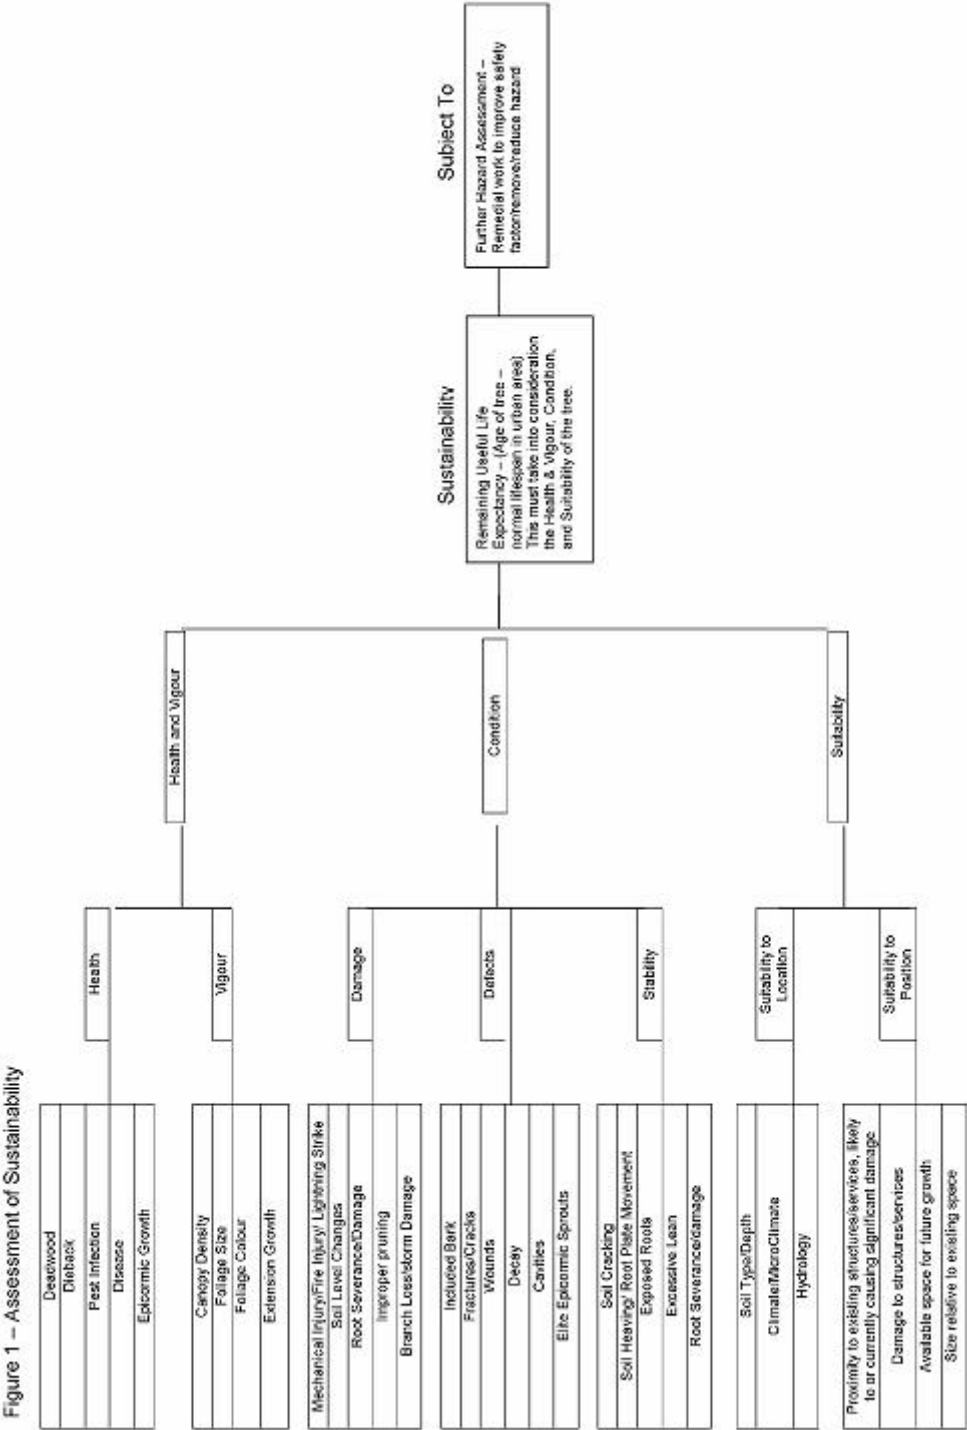 Figure 1 – Assessment of Sustainability
Deadwood
Dieback
Pest Infection
Disease
Epicormic Growth
Health
Canopy Density
Foliage Size
Foliage Colour
Extension Growth
Vigour
Health and Vigour
Mechanical Injury/Fire Injury/ Lightning Strike
Soil Level Changes
Root Severance/Damage
Improper pruning
Branch Loss/storm Damage
Damage
Included Bark
Fractures/Cracks
Wounds
Decay
Cavities
Elite Epicormic Sprouts
Defects
Soil Cracking
Soil Heaving/ Root Plate Movement
Exposed Roots
Excessive Lean
Root Severance/damage
Stability
Condition
Soil Type/Depth
Climate/MicroClimate
Hydrology
Suitability to
Location
Proximity to existing structures/services, likely
to or currently causing significant damage
Damage to structures/services
Available space for future growth
Size relative to existing space
Suitability to
Position
Suitability
Sustainability
Remaining Useful Life
Expectancy – (Age of tree –
normal lifespan in urban area)
This must take into consideration
the Health & Vigour, Condition,
and Suitability of the tree.
Subject To
Further Hazard Assessment –
Remedial work to improve safety
factor/remove/reduce hazard